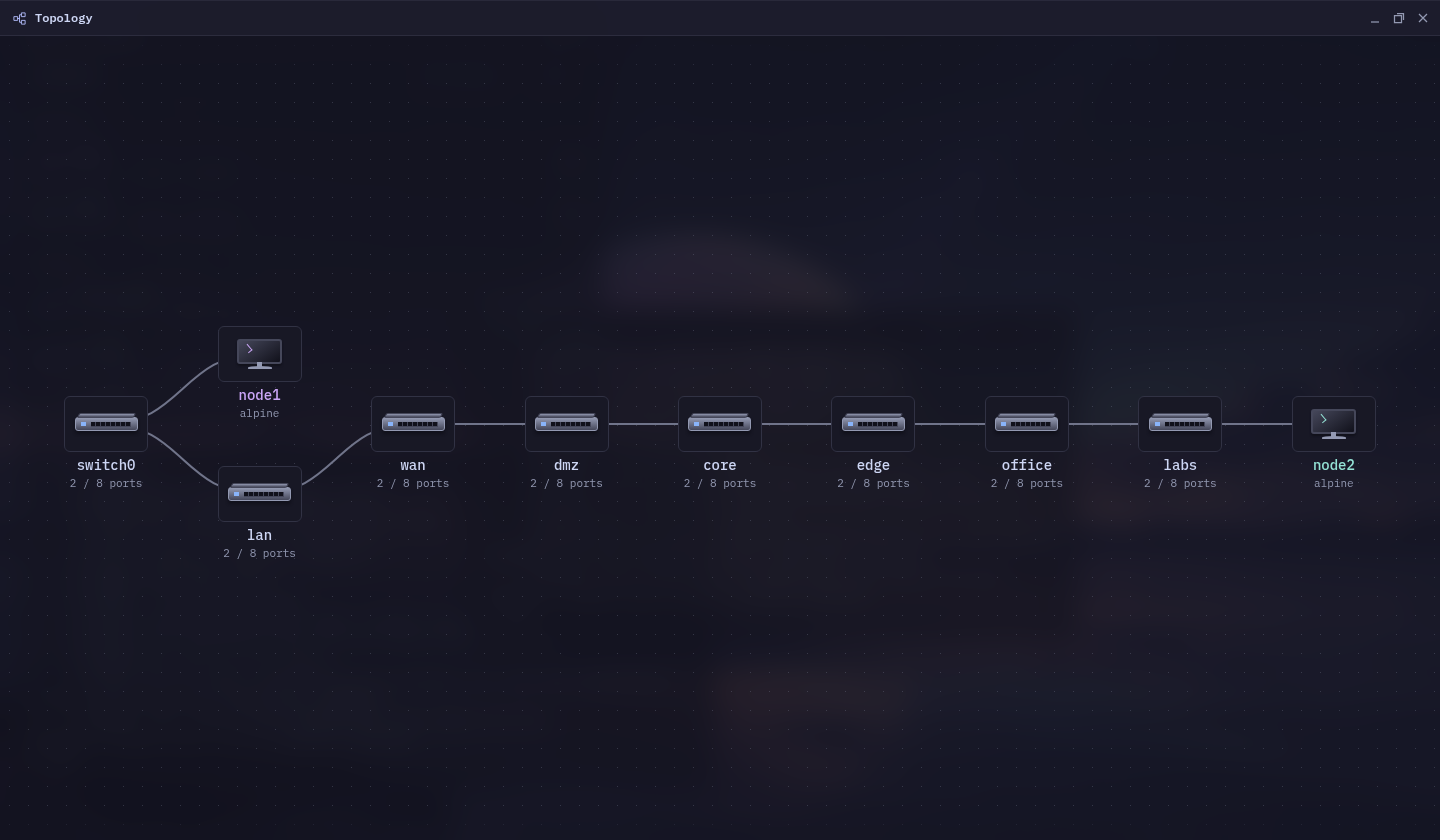 Topology
node1
alpine
switch0
2 / 8 ports
lan
2 / 8 ports
wan
2 / 8 ports
dmz
2 / 8 ports
core
2 / 8 ports
edge
2 / 8 ports
office
2 / 8 ports
labs
2 / 8 ports
node2
alpine